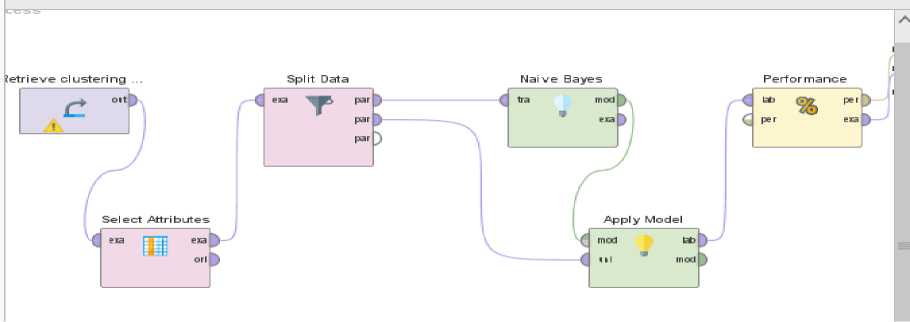 Retrieve clustering ...
out
Split Data
exa
par
par
par
Naive Bayes
tra
mod
exa
Performance
lab
per
%
per
exa
Select Attributes
exa
exa
ori
Apply Model
mod
unl
lab
mod